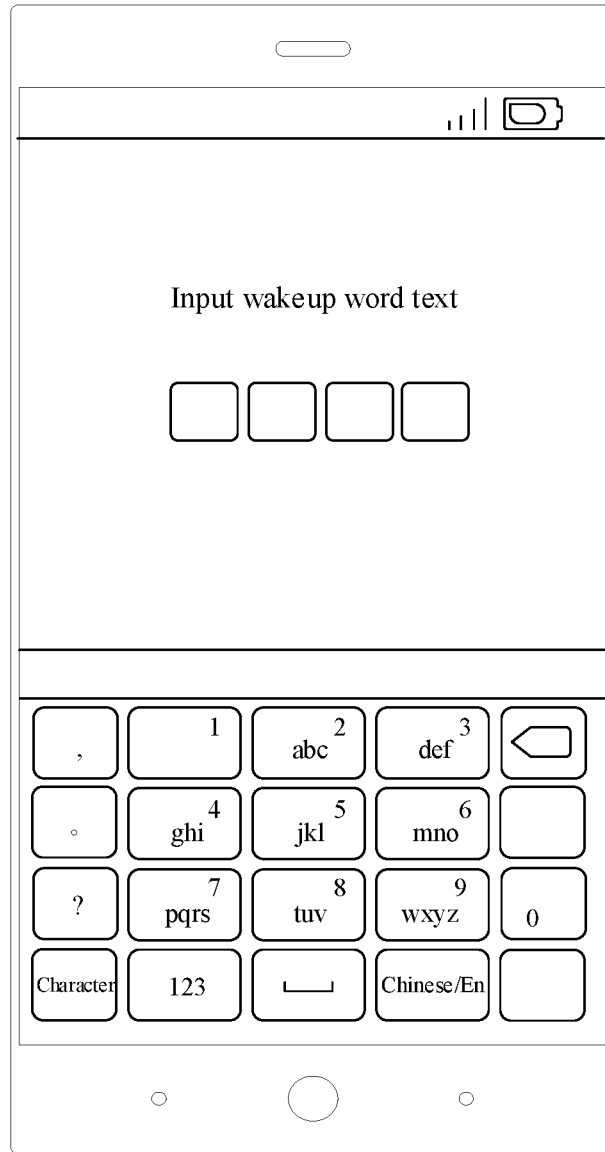 Input wakeup word text
, 1 abc 2 def 3
。 ghi 4 jkl 5 mno 6
? pqrs 7 tuv 8 wxyz 9 0
Character 123 Chinese/En